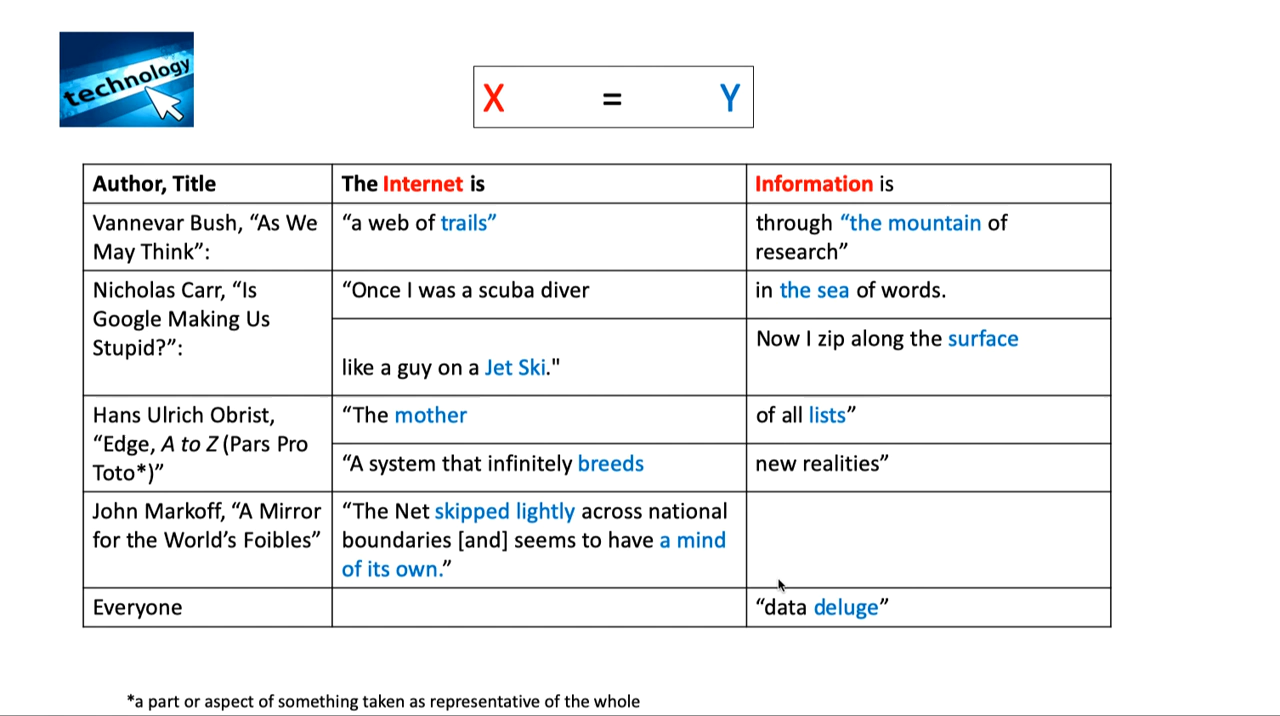 technology
X = Y
Author, Title
The Internet is
Information is
Vannevar Bush, “As We
May Think”:
“a web of trails”
through “the mountain of
research”
Nicholas Carr, “Is
Google Making Us
Stupid?”:
“Once I was a scuba diver
in the sea of words.
Now I zip along the surface
like a guy on a Jet Ski."
Hans Ulrich Obrist,
“Edge, A to Z (Pars Pro
Toto*)”
“The mother
of all lists”
“A system that infinitely breeds
new realities”
John Markoff, “A Mirror
for the World’s Foibles”
“The Net skipped lightly across national
boundaries [and] seems to have a mind
of its own.”
Everyone
“data deluge”
*a part or aspect of something taken as representative of the whole